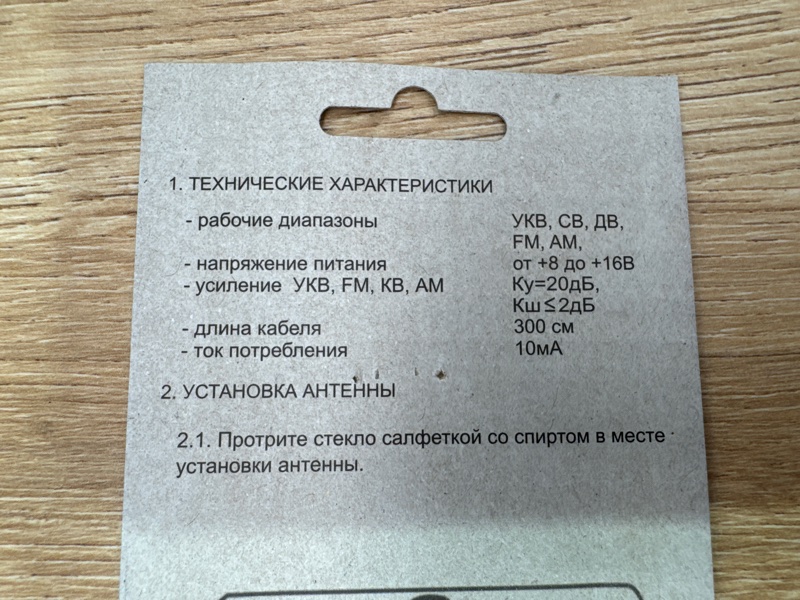 1. ТЕХНИЧЕСКИЕ ХАРАКТЕРИСТИКИ
- рабочие диапазоны УКВ, СВ, ДВ,
FM, АМ,
- напряжение питания от +8 до +16В
- усиление УКВ, FM, КВ, АМ Ку=20дБ,
Кш≤2дБ
- длина кабеля 300 см
- ток потребления 10мА
2. УСТАНОВКА АНТЕННЫ
2.1. Протрите стекло салфеткой со спиртом в месте
установки антенны.